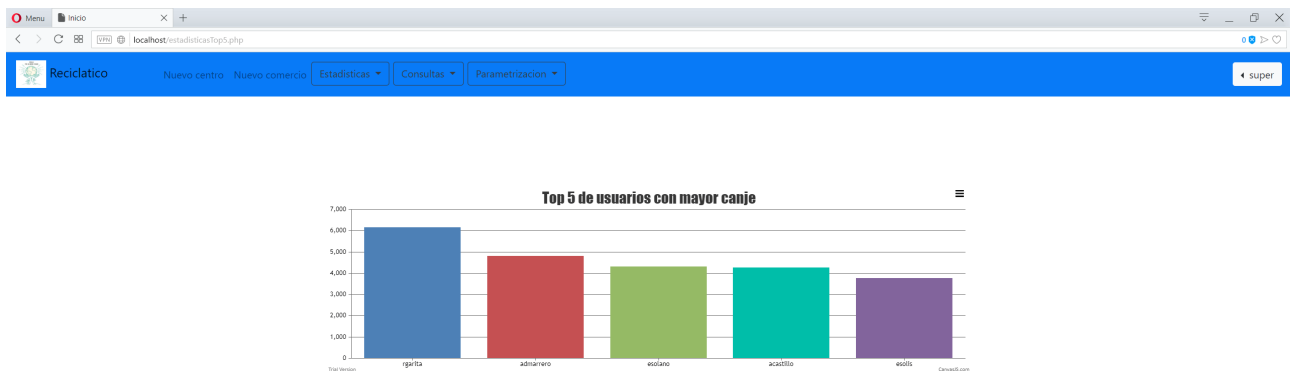 Menu
Inicio
VPN
localhost/estadisticasTop5.php
0
Reciclatico
Nuevo centro
Nuevo comercio
Estadisticas
Consultas
Parametrizacion
super
Top 5 de usuarios con mayor canje
7,000
6,000
5,000
4,000
3,000
2,000
1,000
0
rgarita
admarrero
esolano
acastillo
esolis
Trial Version
CanvasJS.com